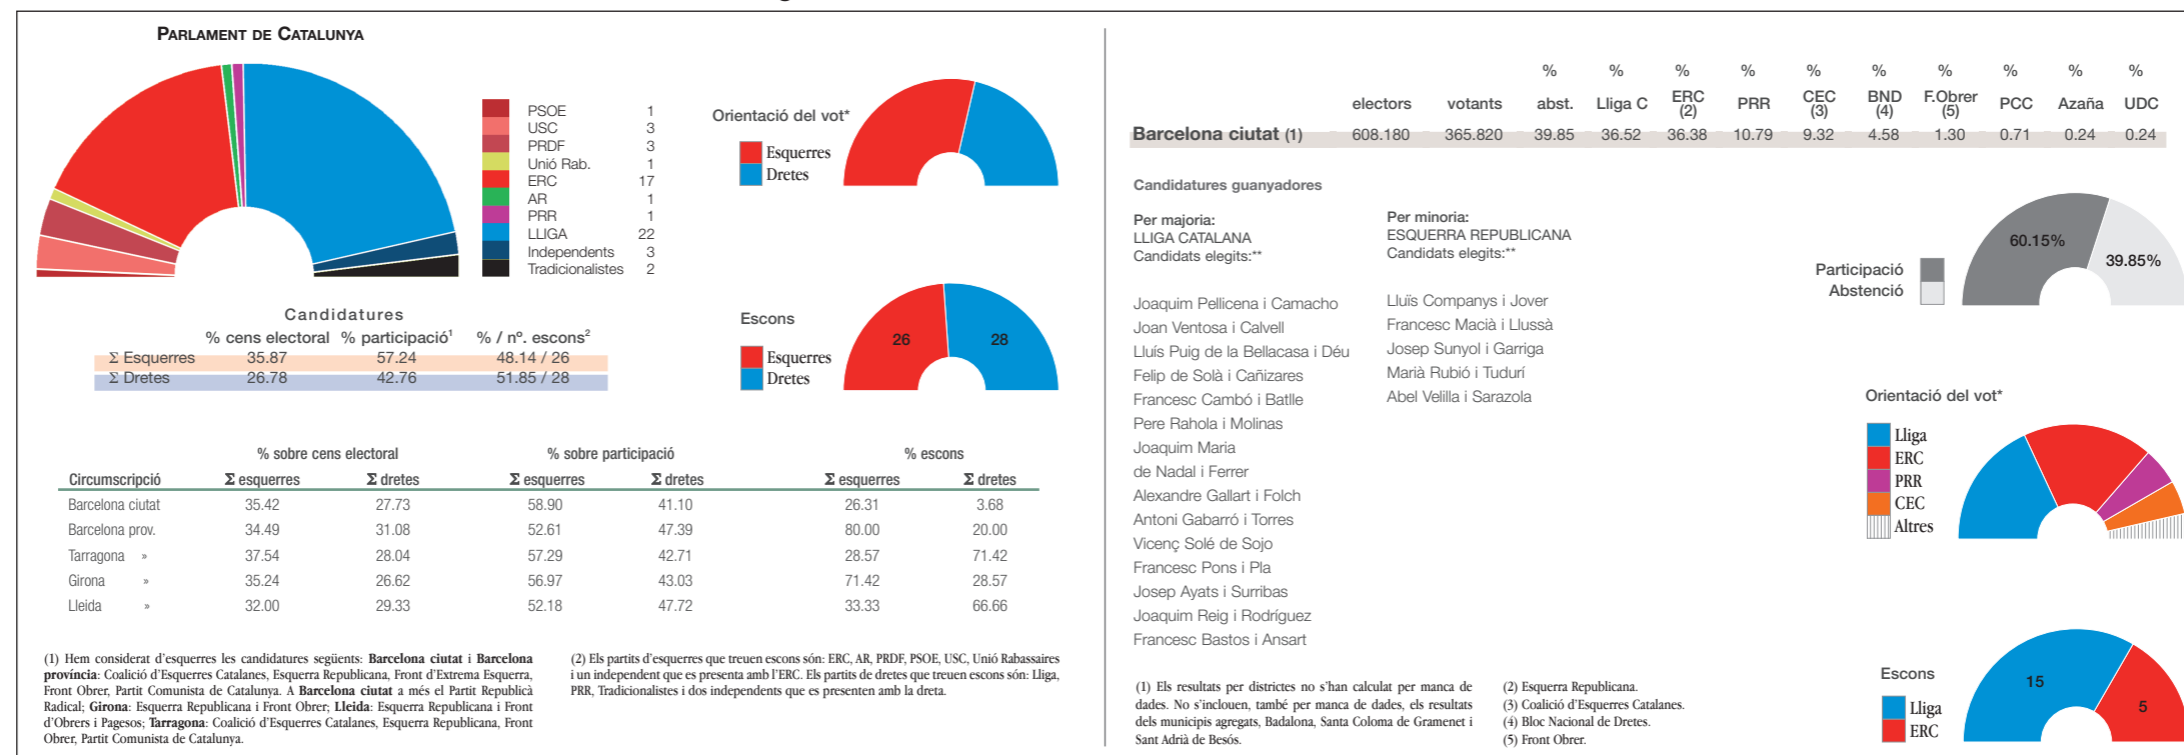 PARLAMENT DE CATALUNYA
PSOE 1
USC 3
PRDF 3
Unió Rab. 1
ERC 17
AR 1
PRR 1
LLIGA 22
Independents 3
Tradicionalistes 2
Candidatures
% cens electoral % participació¹ % / nº. escons²
Σ Esquerres 35.87 57.24 48.14 / 26
Σ Dretes 26.78 42.76 51.85 / 28
Orientació del vot*
Esquerres
Dretes
Escons
Esquerres
Dretes
26 28
% sobre cens electoral % sobre participació % escons
Circumscripció Σ esquerres Σ dretes Σ esquerres Σ dretes Σ esquerres Σ dretes
Barcelona ciutat 35.42 27.73 58.90 41.10 26.31 3.68
Barcelona prov. 34.49 31.08 52.61 47.39 80.00 20.00
Tarragona » 37.54 28.04 57.29 42.71 28.57 71.42
Girona » 35.24 26.62 56.97 43.03 71.42 28.57
Lleida » 32.00 29.33 52.18 47.72 33.33 66.66
(1) Hem considerat d'esquerres les candidatures següents: Barcelona ciutat i Barcelona
província: Coalició d'Esquerres Catalanes, Esquerra Republicana, Front d'Extrema Esquerra,
Front Obrer, Partit Comunista de Catalunya. A Barcelona ciutat a més el Partit Republicà
Radical; Girona: Esquerra Republicana i Front Obrer; Lleida: Esquerra Republicana i Front
d'Obrers i Pagesos; Tarragona: Coalició d'Esquerres Catalanes, Esquerra Republicana, Front
Obrer, Partit Comunista de Catalunya.
(2) Els partits d'esquerres que treuen escons són: ERC, AR, PRDF, PSOE, USC, Unió Rabassaires
i un independent que es presenta amb l'ERC. Els partits de dretes que treuen escons són: Lliga,
PRR, Tradicionalistes i dos independents que es presenten amb la dreta.
% % % % % % % % % %
electors votants abst. Lliga C ERC (2) PRR CEC (3) BND (4) F.Obrer (5) PCC Azaña UDC
Barcelona ciutat (1) 608.180 365.820 39.85 36.52 36.38 10.79 9.32 4.58 1.30 0.71 0.24 0.24
Candidatures guanyadores
Per majoria:
LLIGA CATALANA
Candidats elegits:**
Joaquim Pellicena i Camacho
Joan Ventosa i Calvell
Lluís Puig de la Bellacasa i Déu
Felip de Solà i Cañizares
Francesc Cambó i Batlle
Pere Rahola i Molinas
Joaquim Maria
de Nadal i Ferrer
Alexandre Gallart i Folch
Antoni Gabarró i Torres
Vicenç Solé de Sojo
Francesc Pons i Pla
Josep Ayats i Surribas
Joaquim Reig i Rodríguez
Francesc Bastos i Ansart
Per minoria:
ESQUERRA REPUBLICANA
Candidats elegits:**
Lluïs Companys i Jover
Francesc Macià i Llussà
Josep Sunyol i Garriga
Marià Rubió i Tudurí
Abel Velilla i Sarazola
Participació
Abstenció
60.15%
39.85%
Orientació del vot*
Lliga
ERC
PRR
CEC
Altres
Escons
Lliga
ERC
15
5
(1) Els resultats per districtes no s'han calculat per manca de
dades. No s'inclouen, també per manca de dades, els resultats
dels municipis agregats, Badalona, Santa Coloma de Gramenet i
Sant Adrià de Besós.
(2) Esquerra Republicana.
(3) Coalició d'Esquerres Catalanes.
(4) Bloc Nacional de Dretes.
(5) Front Obrer.